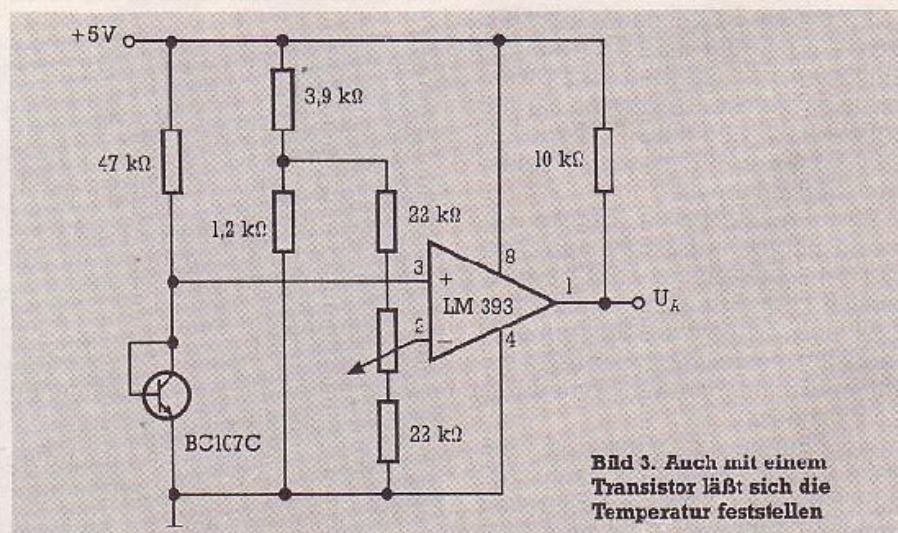 +5V
3,9 kΩ
47 kΩ
10 kΩ
1,2 kΩ
22 kΩ
3
+
8
LM 393
1
U_A
2
−
4
BC107C
22 kΩ
Bild 3. Auch mit einem
Transistor läßt sich die
Temperatur feststellen